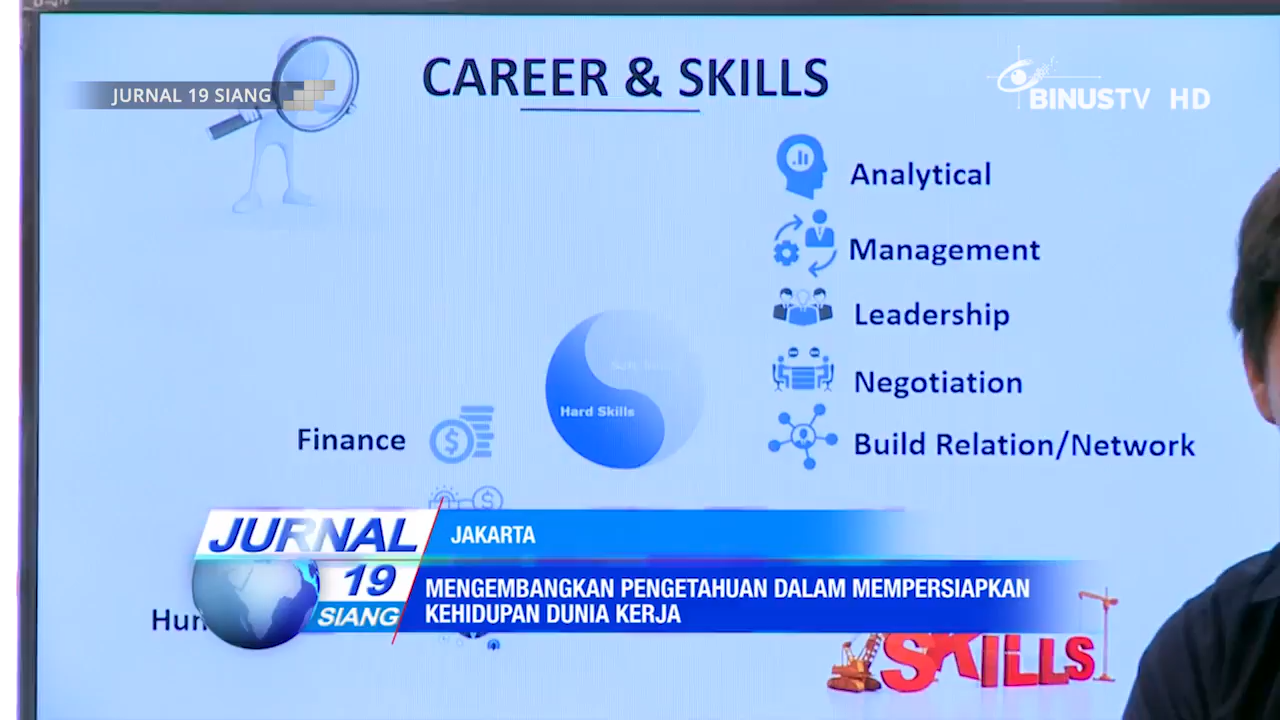 CAREER & SKILLS
JURNAL 19 SIANG
BINUSTV HD
Analytical
Management
Leadership
Negotiation
Build Relation/Network
Hard Skills
Finance
JURNAL
19
SIANG
JAKARTA
MENGEMBANGKAN PENGETAHUAN DALAM MEMPERSIAPKAN
KEHIDUPAN DUNIA KERJA
SKILLS